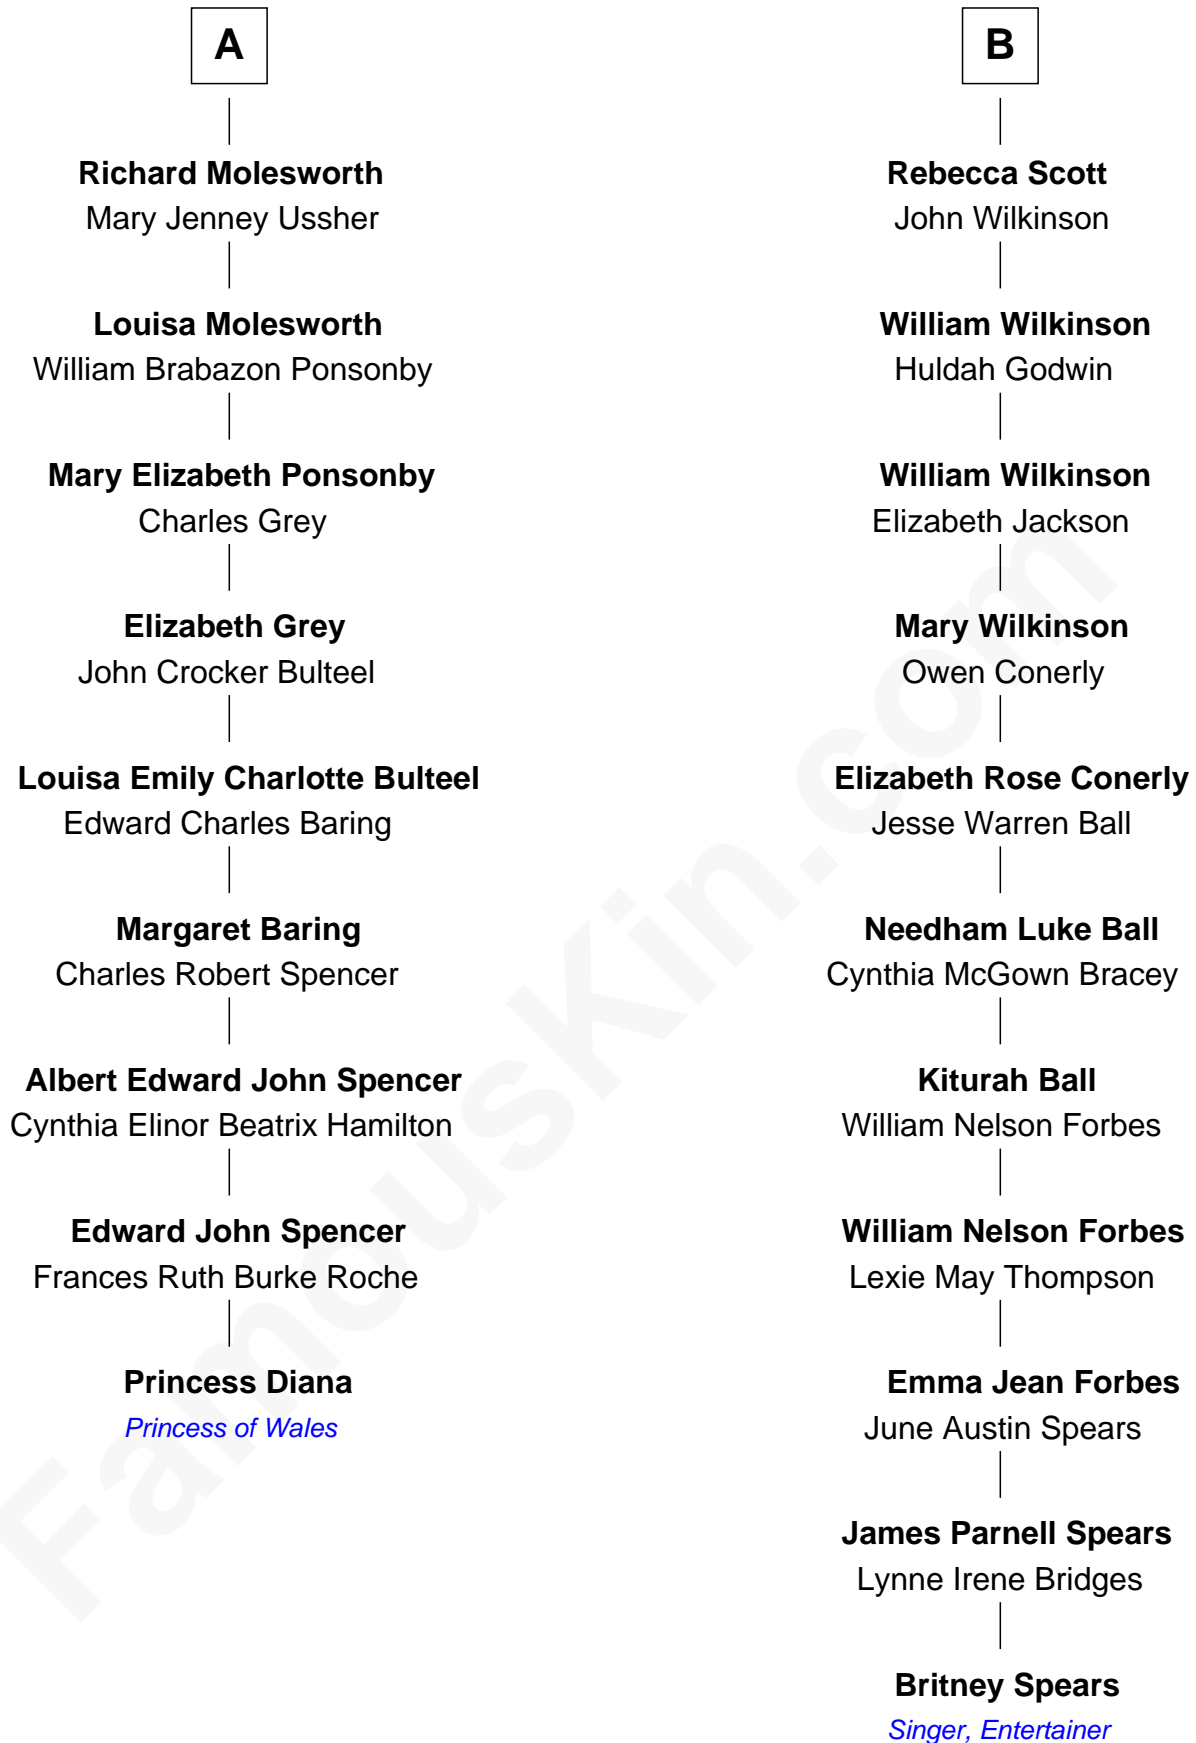 A
Richard Molesworth
Mary Jenney Ussher
Louisa Molesworth
William Brabazon Ponsonby
Mary Elizabeth Ponsonby
Charles Grey
Elizabeth Grey
John Crocker Bulteel
Louisa Emily Charlotte Bulteel
Edward Charles Baring
Margaret Baring
Charles Robert Spencer
Albert Edward John Spencer
Cynthia Elinor Beatrix Hamilton
Edward John Spencer
Frances Ruth Burke Roche
Princess Diana
Princess of Wales
B
Rebecca Scott
John Wilkinson
William Wilkinson
Huldah Godwin
William Wilkinson
Elizabeth Jackson
Mary Wilkinson
Owen Conerly
Elizabeth Rose Conerly
Jesse Warren Ball
Needham Luke Ball
Cynthia McGown Bracey
Kiturah Ball
William Nelson Forbes
William Nelson Forbes
Lexie May Thompson
Emma Jean Forbes
June Austin Spears
James Parnell Spears
Lynne Irene Bridges
Britney Spears
Singer, Entertainer
FamousKin.com